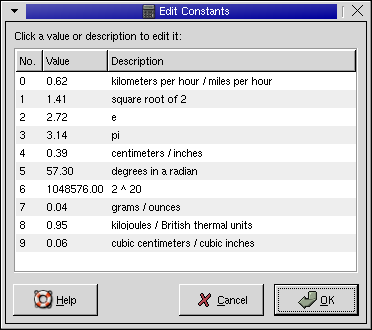 Edit Constants
Click a value or description to edit it:
No. Value Description
0 0.62 kilometers per hour / miles per hour
1 1.41 square root of 2
2 2.72 e
3 3.14 pi
4 0.39 centimeters / inches
5 57.30 degrees in a radian
6 1048576.00 2 ^ 20
7 0.04 grams / ounces
8 0.95 kilojoules / British thermal units
9 0.06 cubic centimeters / cubic inches
Help Cancel OK